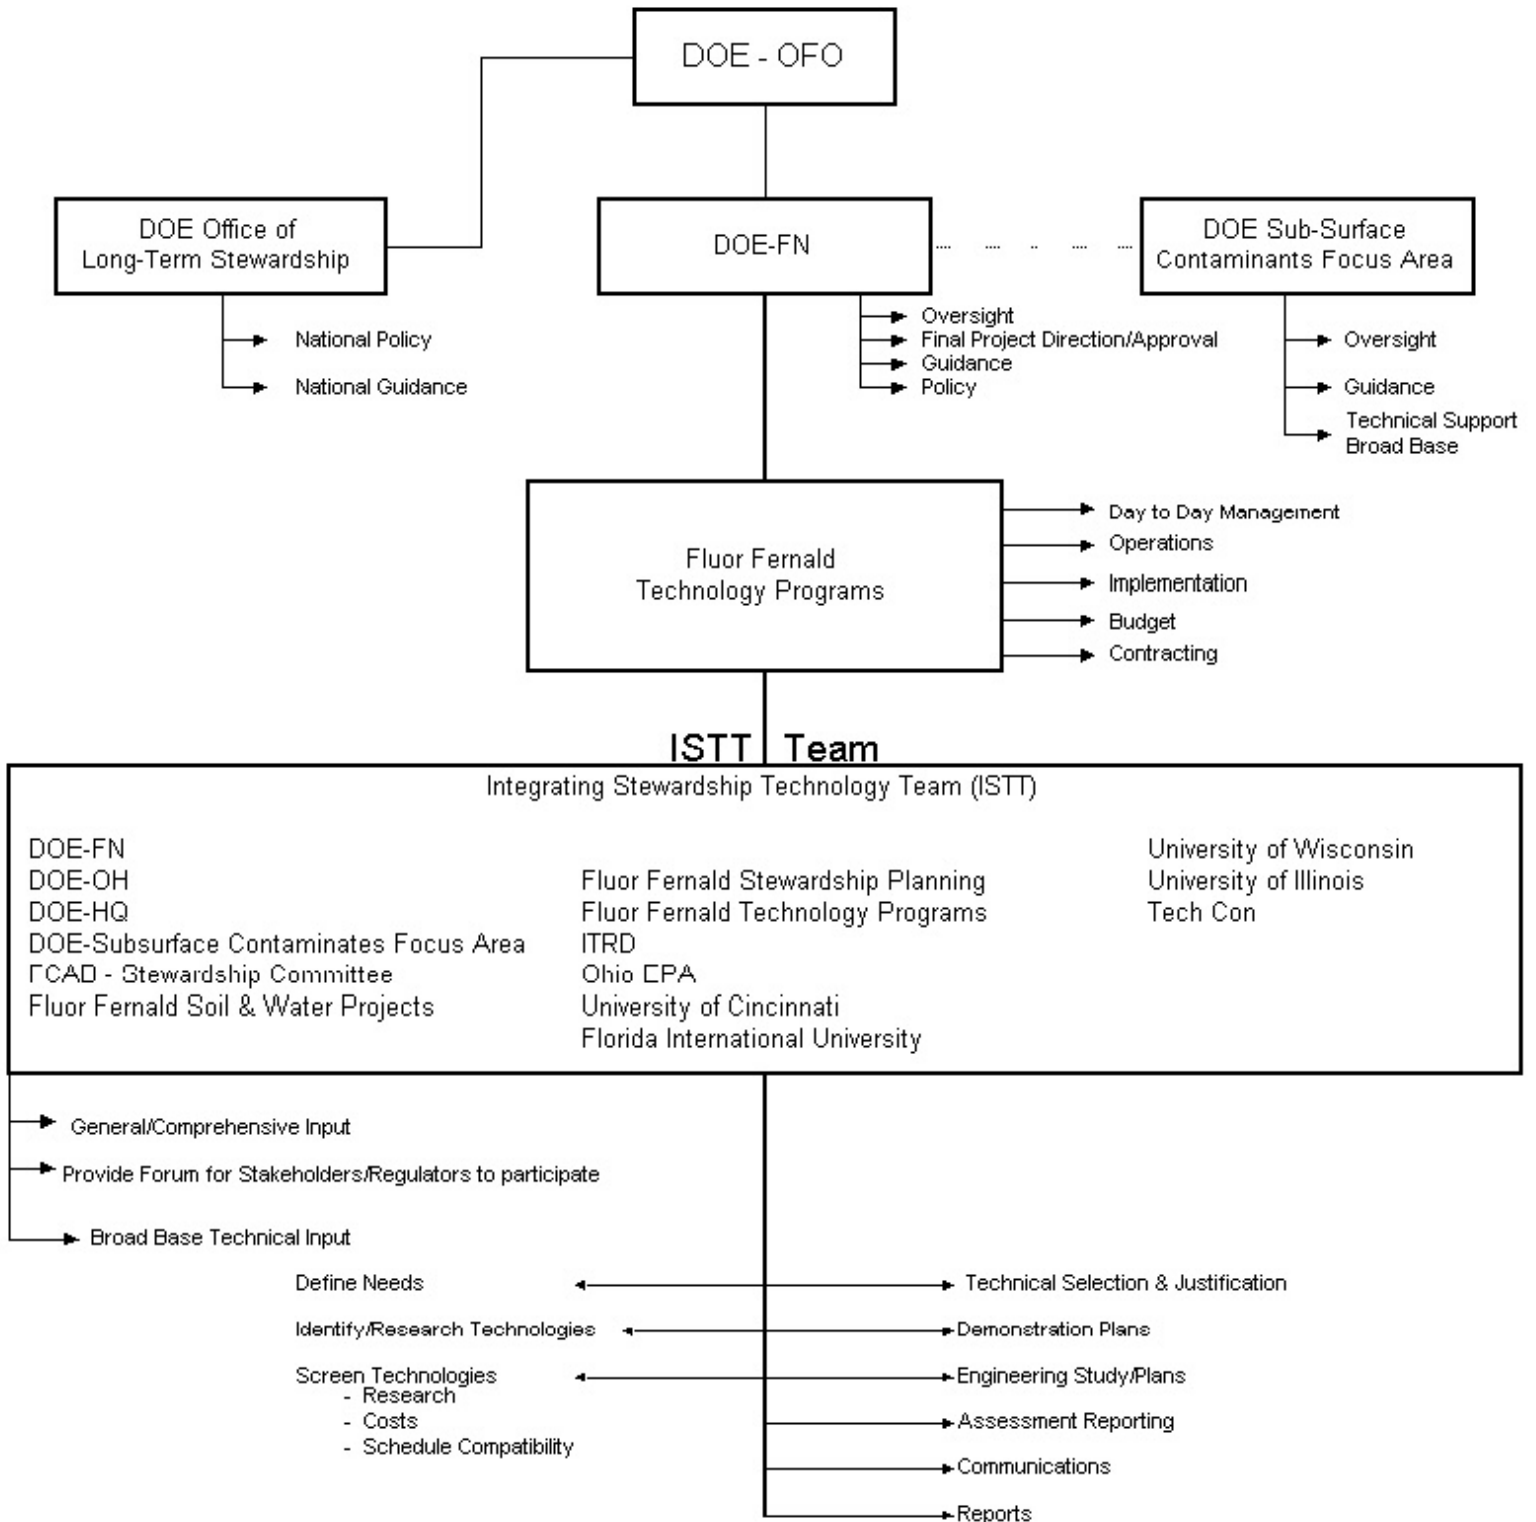 DOE - OFO
DOE Office of
Long-Term Stewardship
DOE-FN
DOE Sub-Surface
Contaminants Focus Area
National Policy
National Guidance
Oversight
Final Project Direction/Approval
Guidance
Policy
Oversight
Guidance
Technical Support
Broad Base
Fluor Fernald
Technology Programs
Day to Day Management
Operations
Implementation
Budget
Contracting
ISTT Team
Integrating Stewardship Technology Team (ISTT)
DOE-FN
DOE-OH
DOE-HQ
DOE-Subsurface Contaminates Focus Area
FCAD - Stewardship Committee
Fluor Fernald Soil & Water Projects
Fluor Fernald Stewardship Planning
Fluor Fernald Technology Programs
ITRD
Ohio EPA
University of Cincinnati
Florida International University
University of Wisconsin
University of Illinois
Tech Con
General/Comprehensive Input
Provide Forum for Stakeholders/Regulators to participate
Broad Base Technical Input
Define Needs
Identify/Research Technologies
Screen Technologies
- Research
- Costs
- Schedule Compatibility
Technical Selection & Justification
Demonstration Plans
Engineering Study/Plans
Assessment Reporting
Communications
Reports